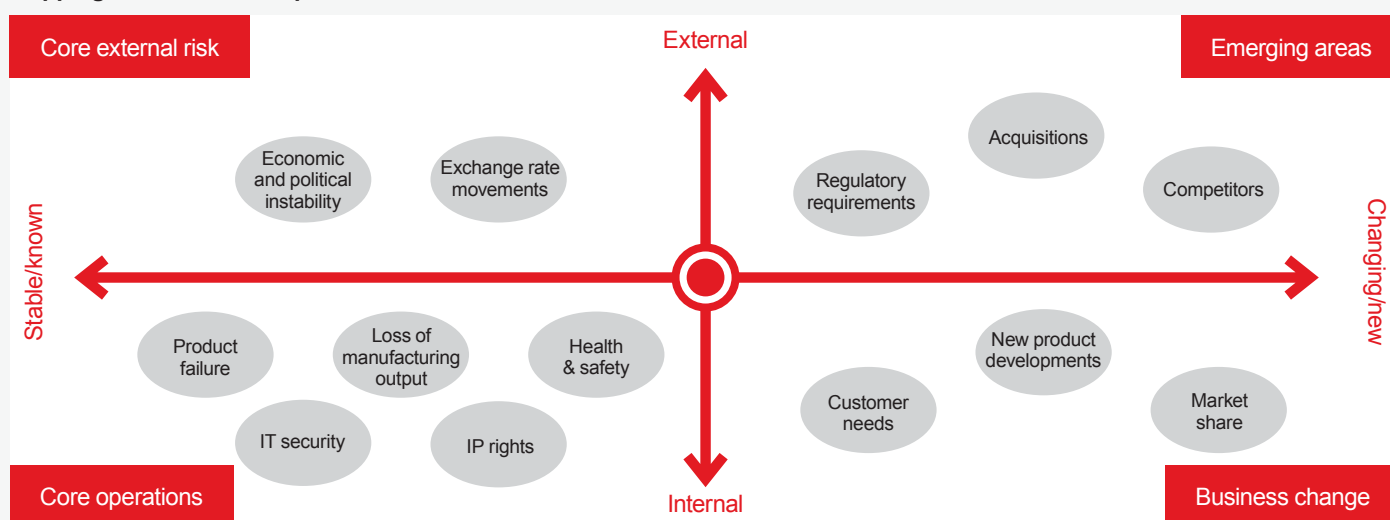 Core external risk
External
Emerging areas
Economic
and political
instability
Exchange rate
movements
Regulatory
requirements
Acquisitions
Competitors
Stable/known
Changing/new
Product
failure
Loss of
manufacturing
output
Health
& safety
IT security
IP rights
New product
developments
Customer
needs
Market
share
Core operations
Internal
Business change